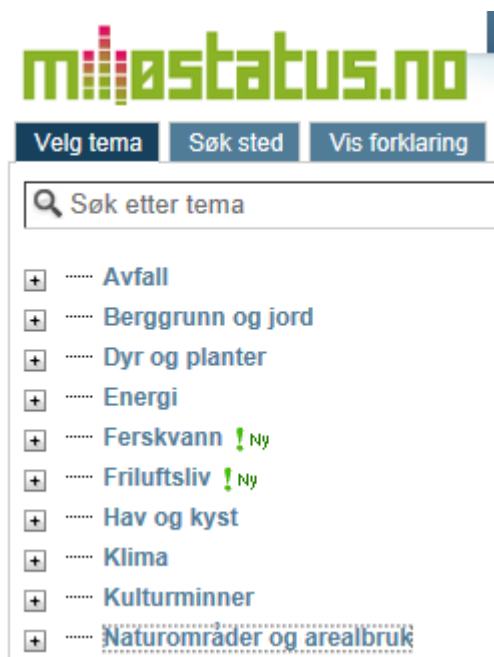 miljøstatus.no
Velg tema Søk sted Vis forklaring
Søk etter tema
Avfall
Berggrunn og jord
Dyr og planter
Energi
Ferskvann ! Ny
Friluftsliv ! Ny
Hav og kyst
Klima
Kulturminner
Naturområder og arealbruk